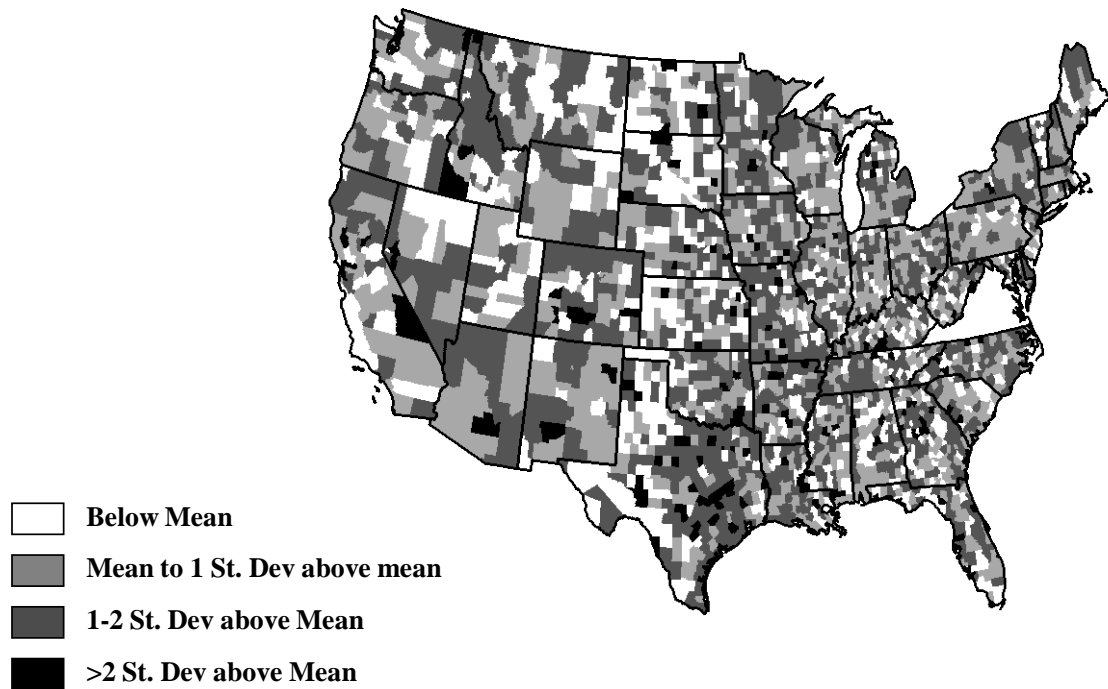 Below Mean
Mean to 1 St. Dev above mean
1-2 St. Dev above Mean
>2 St. Dev above Mean